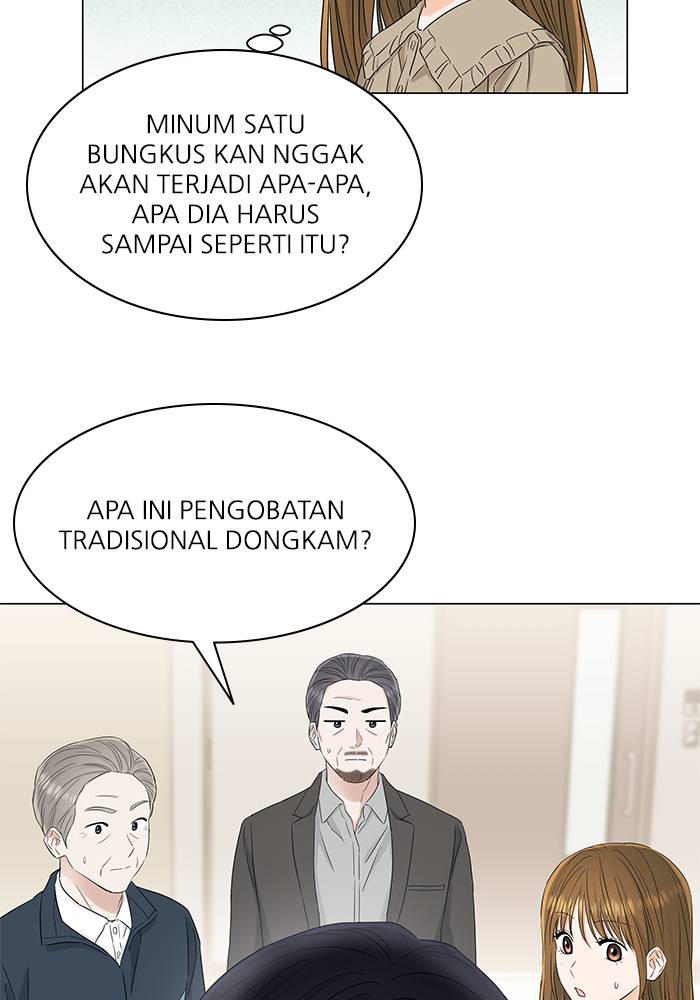 MINUM SATU
BUNGKUS KAN NGGAK
AKAN TERJADI APA-APA,
APA DIA HARUS
SAMPAI SEPERTI ITU?
APA INI PENGOBATAN
TRADISIONAL DONGKAM?